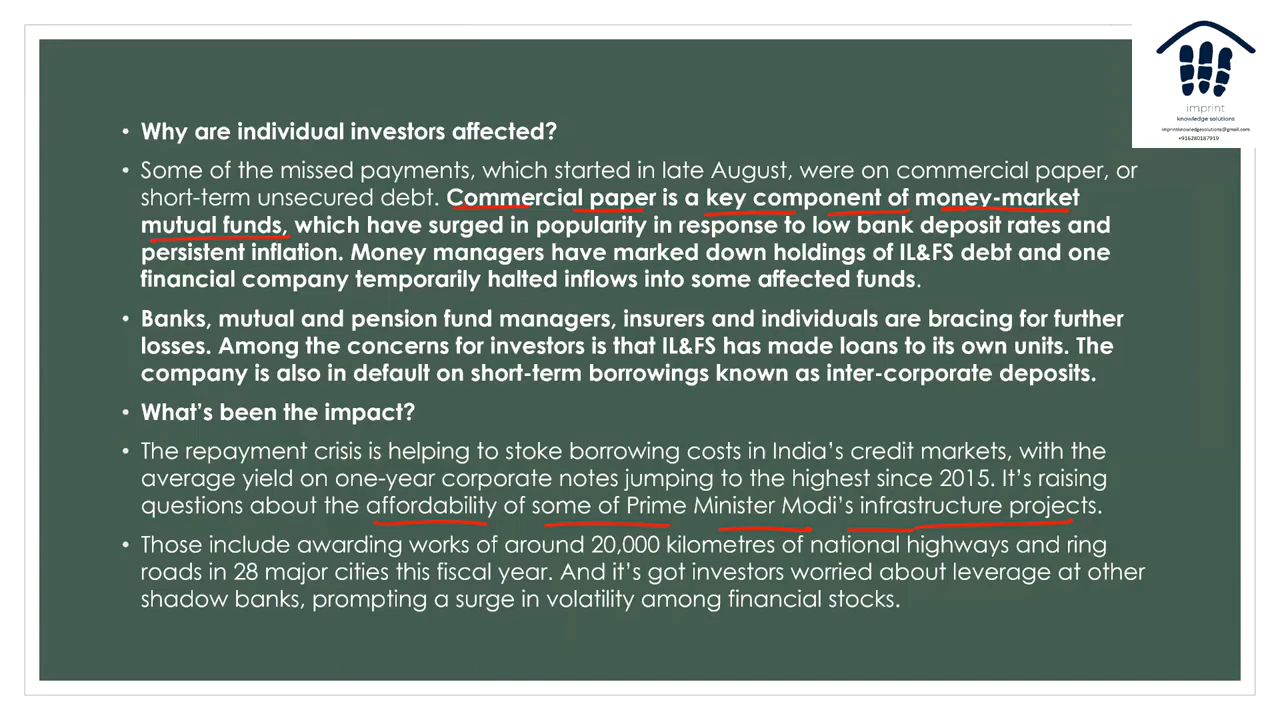 imprint
knowledge solutions
imprintknowledgesolutions@gmail.com
+916280187919
• Why are individual investors affected?
• Some of the missed payments, which started in late August, were on commercial paper, or
short-term unsecured debt. Commercial paper is a key component of money-market
mutual funds, which have surged in popularity in response to low bank deposit rates and
persistent inflation. Money managers have marked down holdings of IL&FS debt and one
financial company temporarily halted inflows into some affected funds.
• Banks, mutual and pension fund managers, insurers and individuals are bracing for further
losses. Among the concerns for investors is that IL&FS has made loans to its own units. The
company is also in default on short-term borrowings known as inter-corporate deposits.
• What's been the impact?
• The repayment crisis is helping to stoke borrowing costs in India's credit markets, with the
average yield on one-year corporate notes jumping to the highest since 2015. It's raising
questions about the affordability of some of Prime Minister Modi's infrastructure projects.
• Those include awarding works of around 20,000 kilometres of national highways and ring
roads in 28 major cities this fiscal year. And it's got investors worried about leverage at other
shadow banks, prompting a surge in volatility among financial stocks.